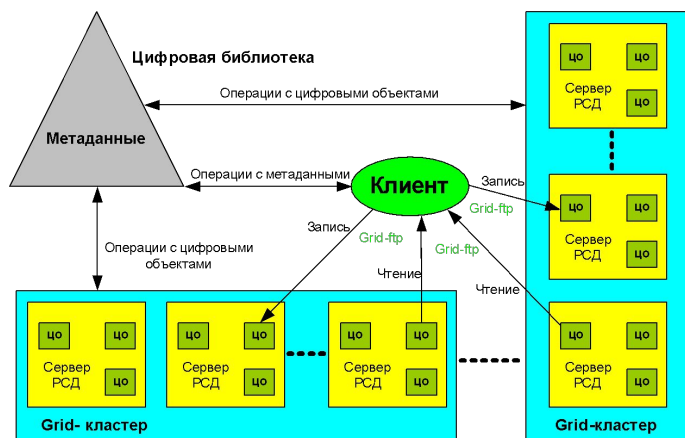 Цифровая библиотека
Метаданные
Операции с цифровыми объектами
Операции с метаданными
Клиент
Операции с цифровыми
объектами
Запись
Grid-ftp
Чтение
Grid-ftp
Запись
Grid-ftp
Чтение
цо цо
Сервер
РСД
цо
цо цо
Сервер
РСД
цо
цо цо
Сервер
РСД
цо
Grid- кластер
цо цо
Сервер
РСД
цо
цо цо
Сервер
РСД
цо
цо цо
Сервер
РСД
цо
Grid-кластер